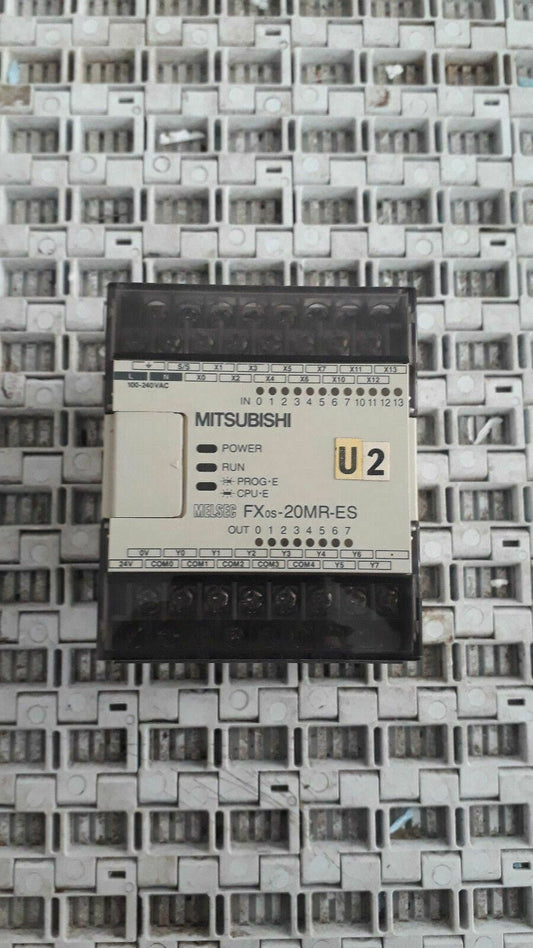 ⏚ S/S X1 X3 X5 X7 X11 X13
L N X0 X2 X4 X6 X10 X12
100-240VAC
IN 0 1 2 3 4 5 6 7 10 11 12 13
MITSUBISHI
POWER
RUN
PROG·E
CPU·E
U2
MELSEC FX0S-20MR-ES
OUT 0 1 2 3 4 5 6 7
0V Y0 Y1 Y2 Y3 Y4 Y6 •
24V COM0 COM1 COM2 COM3 COM4 Y5 Y7